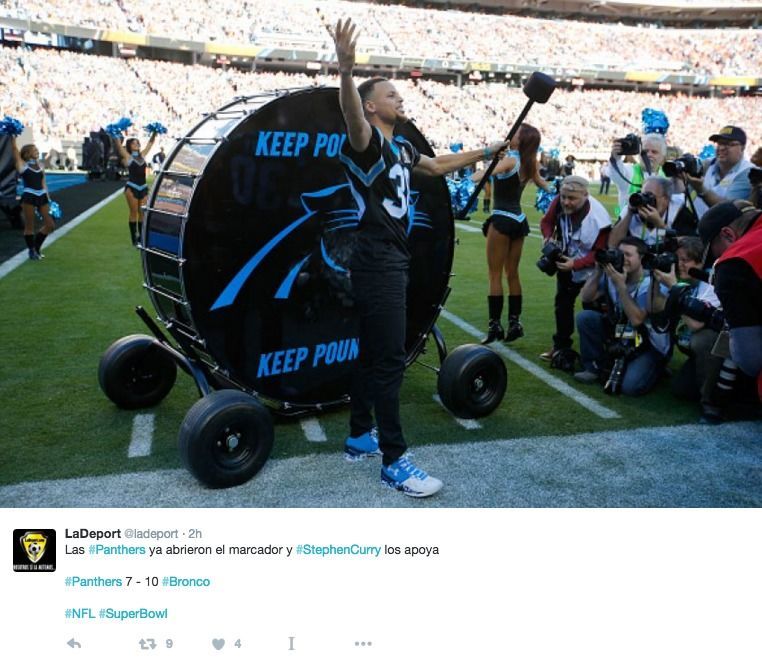 KEEP POU
3
KEEP POUN
LaDeport @ladeport · 2h
Las #Panthers ya abrieron el marcador y #StephenCurry los apoya
#Panthers 7 - 10 #Bronco
#NFL #SuperBowl
9
4